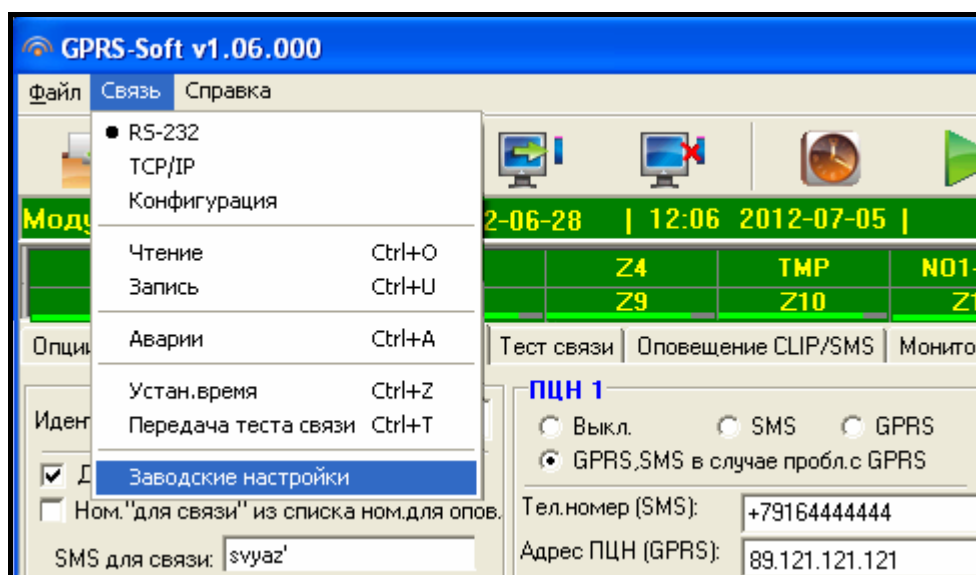 GPRS-Soft v1.06.000
Файл Связь Справка
RS-232
TCP/IP
Конфигурация
2-06-28 | 12:06 2012-07-05 |
Чтение Ctrl+O
Z4 TMP
Запись Ctrl+U
Z9 Z10
Аварии Ctrl+A
Тест связи Оповещение CLIP/SMS
Устан.время Ctrl+Z
Передача теста связи Ctrl+T
Заводские настройки
Ном."для связи" из списка ном.для опов.
SMS для связи: svyaz'
ПЦН 1
Выкл. SMS GPRS
GPRS,SMS в случае пробл.с GPRS
Тел.номер (SMS): +79164444444
Адрес ПЦН (GPRS): 89.121.121.121